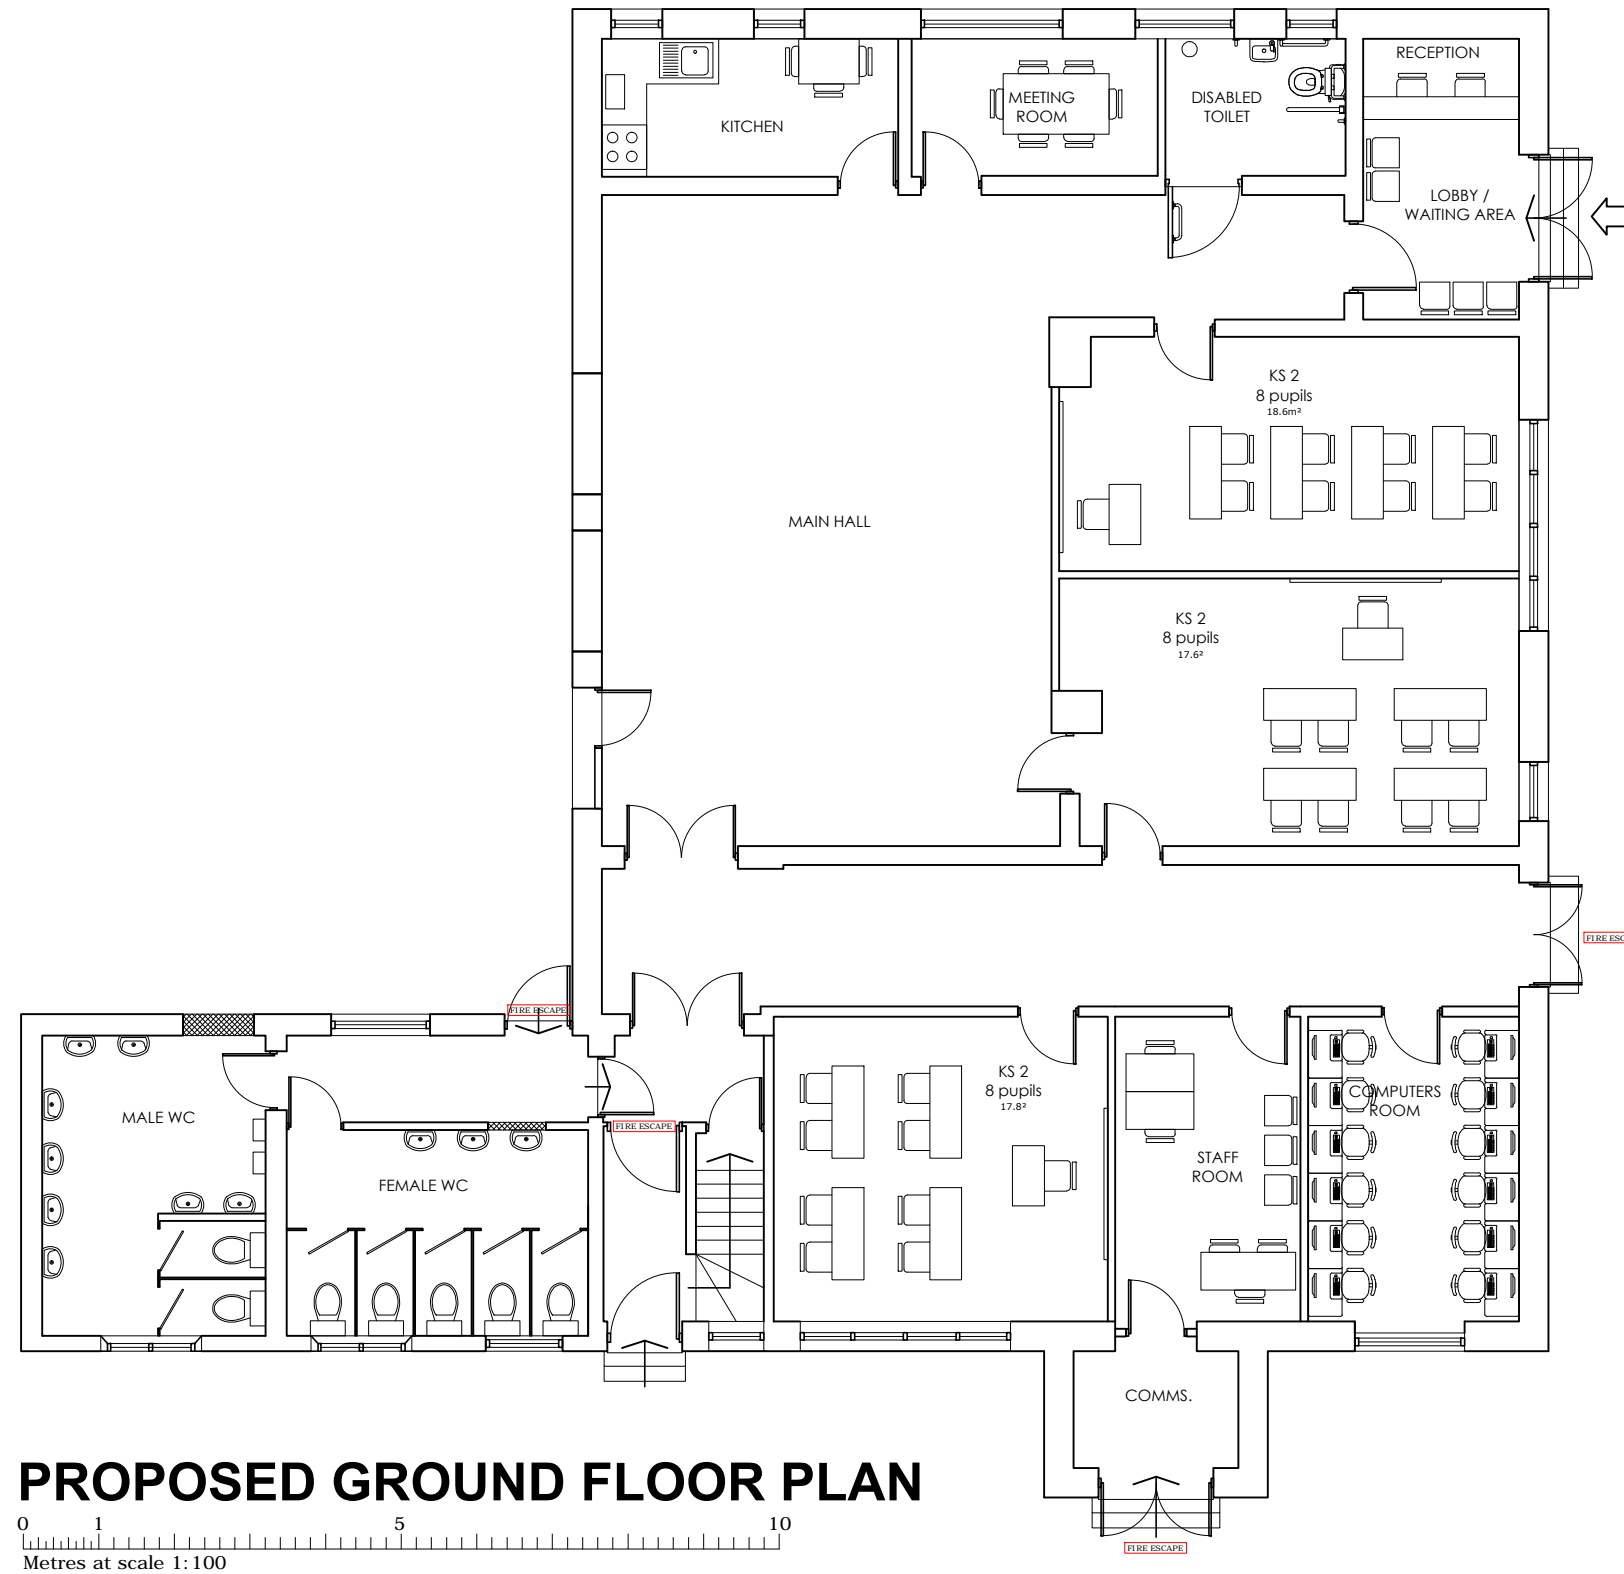 RECEPTION
KITCHEN
MEETING
ROOM
DISABLED
TOILET
LOBBY /
WAITING AREA
KS 2
8 pupils
18.6m²
MAIN HALL
KS 2
8 pupils
17.6²
FIRE ESC
FIRE ESCAPE
MALE WC
FEMALE WC
FIRE ESCAPE
KS 2
8 pupils
17.8²
STAFF
ROOM
COMPUTERS
ROOM
COMMS.
FIRE ESCAPE
PROPOSED GROUND FLOOR PLAN
0 1 5 10
Metres at scale 1:100